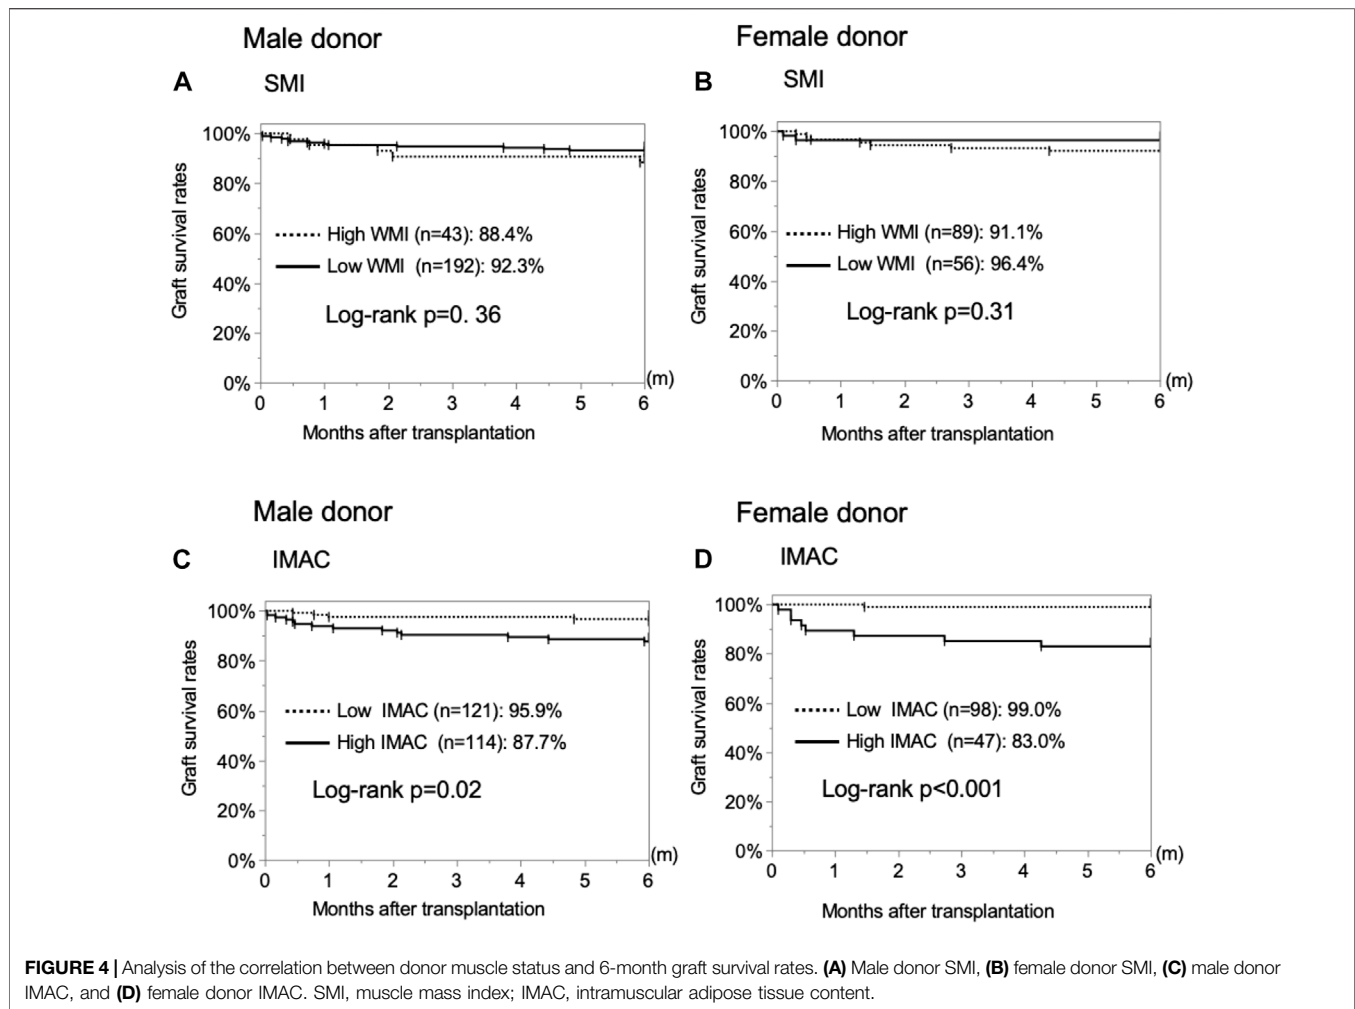 Male donor
A SMI
Graft survival rates
100%
80%
60%
40%
20%
0%
High WMI (n=43): 88.4%
Low WMI (n=192): 92.3%
Log-rank p=0. 36
(m)
0 1 2 3 4 5 6
Months after transplantation
Female donor
B SMI
Graft survival rates
100%
80%
60%
40%
20%
0%
High WMI (n=89): 91.1%
Low WMI (n=56): 96.4%
Log-rank p=0.31
(m)
0 1 2 3 4 5 6
Months after transplantation
Male donor
C IMAC
Graft survival rates
100%
80%
60%
40%
20%
0%
Low IMAC (n=121): 95.9%
High IMAC (n=114): 87.7%
Log-rank p=0.02
(m)
0 1 2 3 4 5 6
Months after transplantation
Female donor
D IMAC
Graft survival rates
100%
80%
60%
40%
20%
0%
Low IMAC (n=98): 99.0%
High IMAC (n=47): 83.0%
Log-rank p<0.001
(m)
0 1 2 3 4 5 6
Months after transplantation
FIGURE 4 | Analysis of the correlation between donor muscle status and 6-month graft survival rates. (A) Male donor SMI, (B) female donor SMI, (C) male donor
IMAC, and (D) female donor IMAC. SMI, muscle mass index; IMAC, intramuscular adipose tissue content.